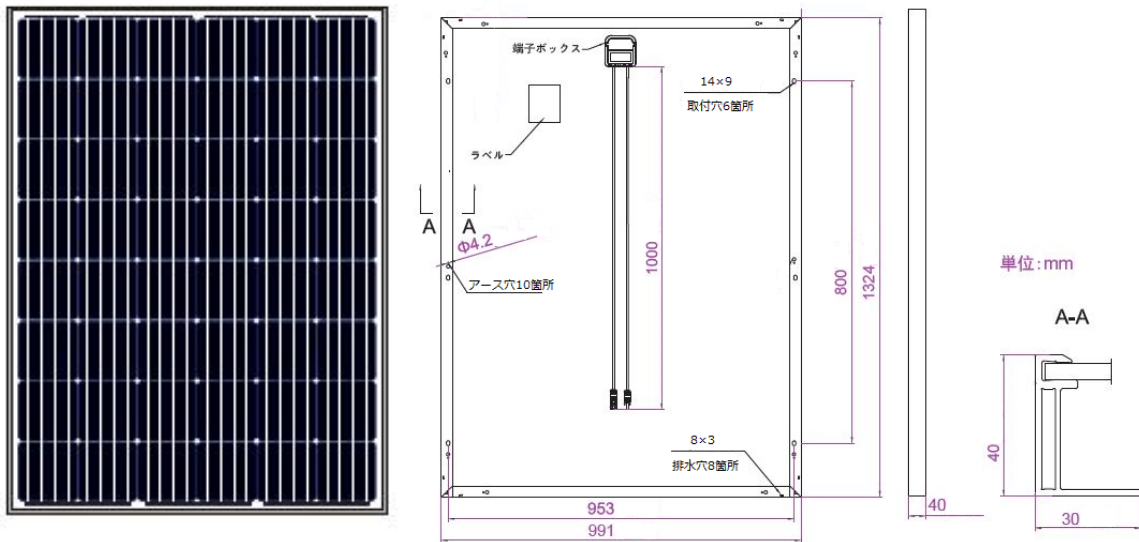 端子ボックス
14×9
取付穴6箇所
ラベル
A A
Φ4.2
アース穴10箇所
1000
800
1324
単位:mm
A-A
8×3
排水穴8箇所
40
953
40
30
991